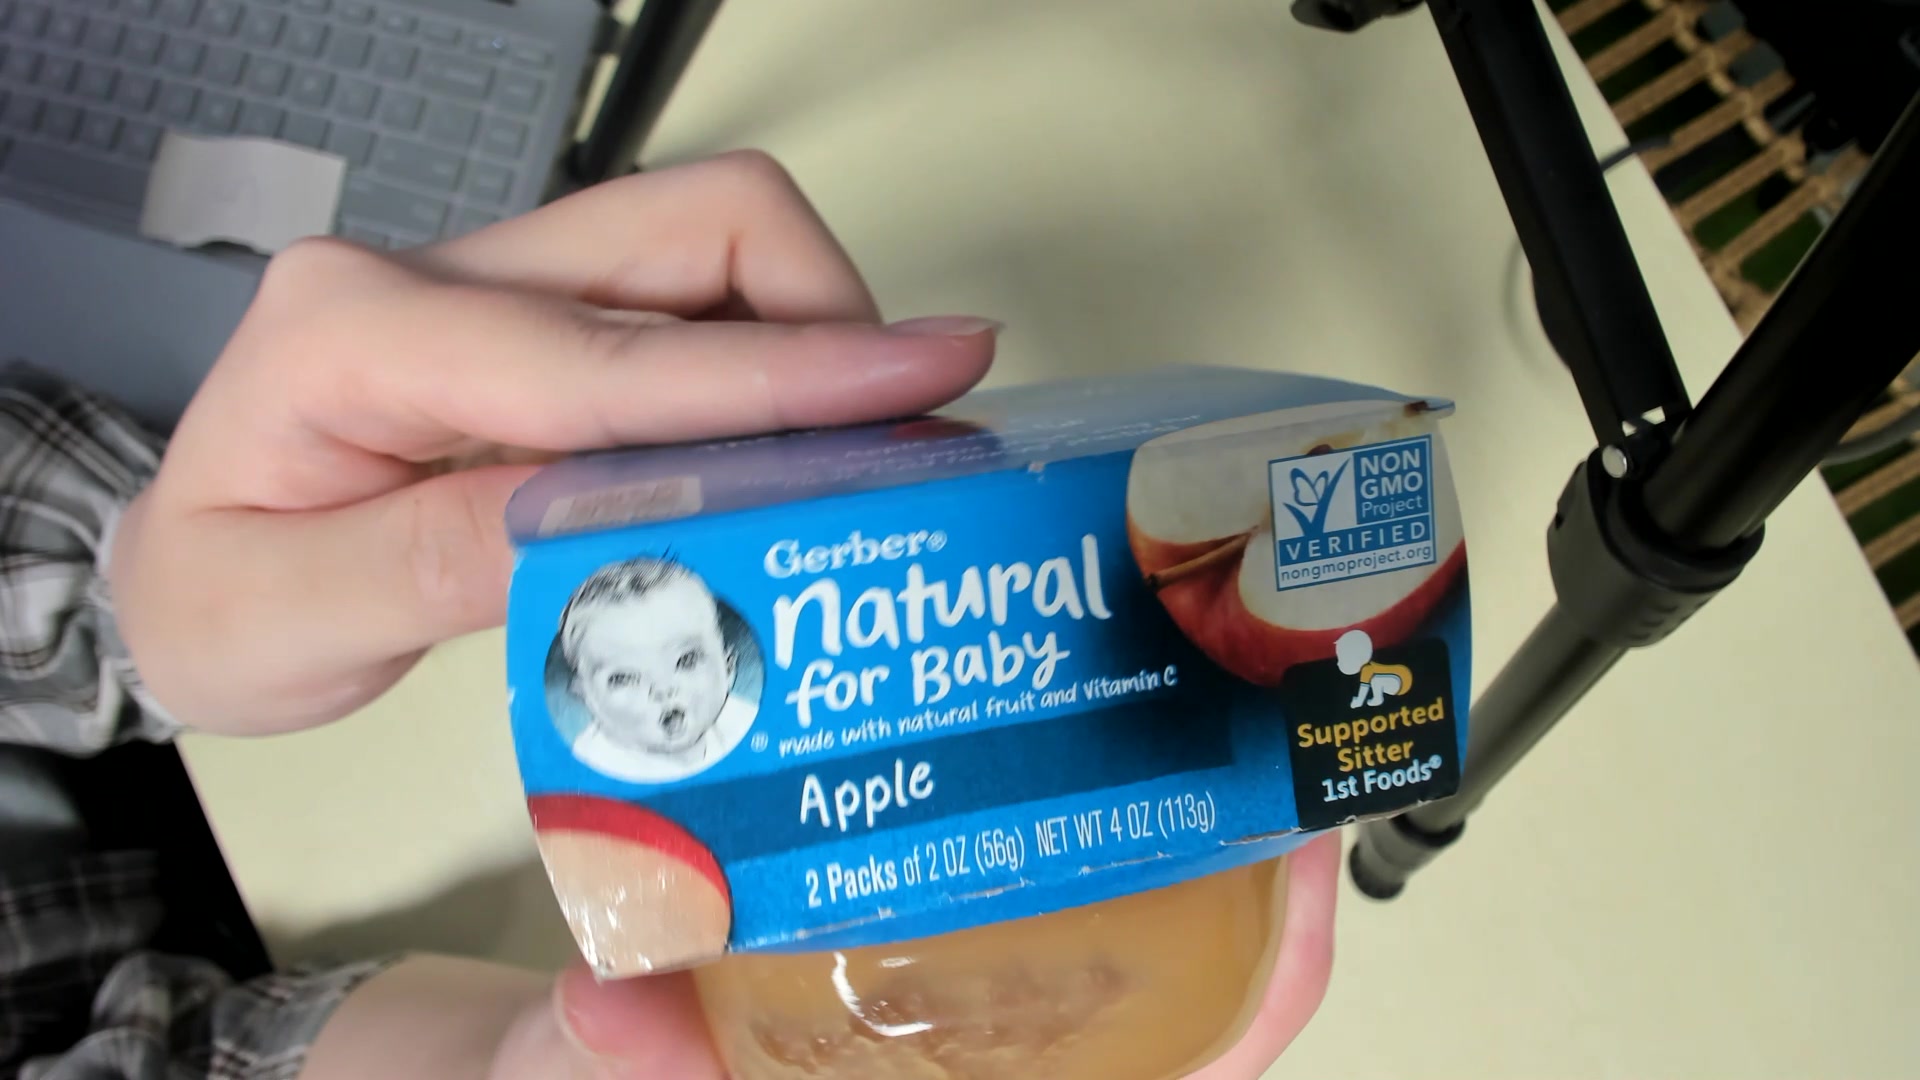 Gerber®
Natural
for Baby
® made with natural fruit and Vitamin C
Apple
2 Packs of 2 OZ (56g) NET WT 4 OZ (113g)
NON
GMO
Project
VERIFIED
nongmoproject.org
Supported
Sitter
1st Foods®